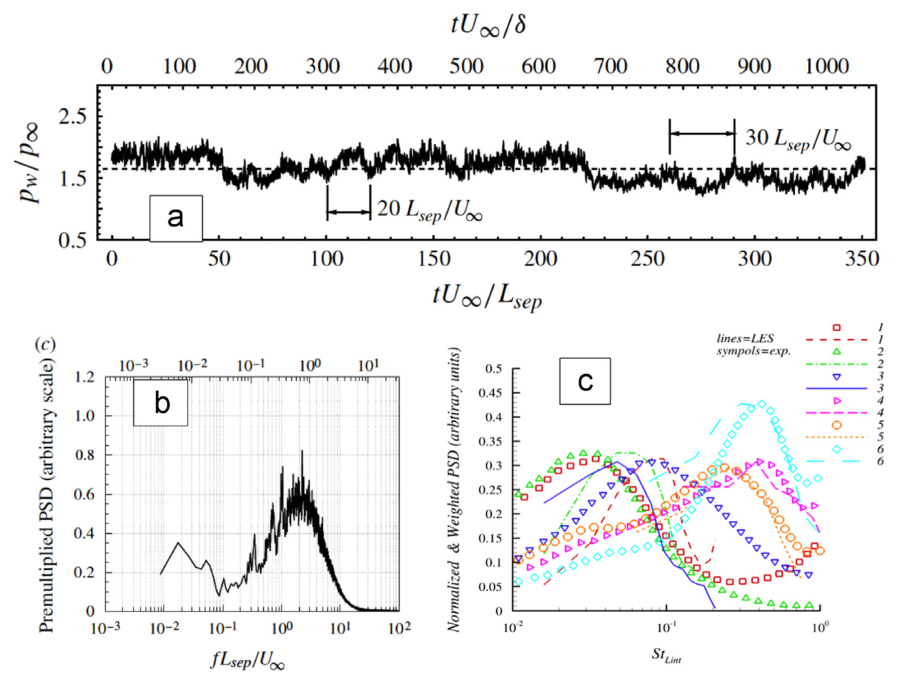 tU∞/δ
0 100 160 200 300 400 460 500 600 700 780 800 900 1000
2.5
1.5
0.5
pw/p∞
30 Lsep/U∞
20 Lsep/U∞
a
0 50 100 150 200 250 300 350
tU∞/Lsep
(c)
10−3 10−2 10−1 100 101
1.2
1.0
0.8
0.6
0.4
0.2
0
Premultiplied PSD (arbitrary scale)
b
10−3 10−2 10−1 100 101 102
fLsep/U∞
lines=LES
sympols=exp.
1
1
2
2
3
3
4
4
5
5
6
6
c
0.5
0.45
0.4
0.35
0.3
0.25
0.2
0.15
0.1
0.05
0
Normalized & Weighted PSD (arbitrary units)
10-2 10-1 100
StLint